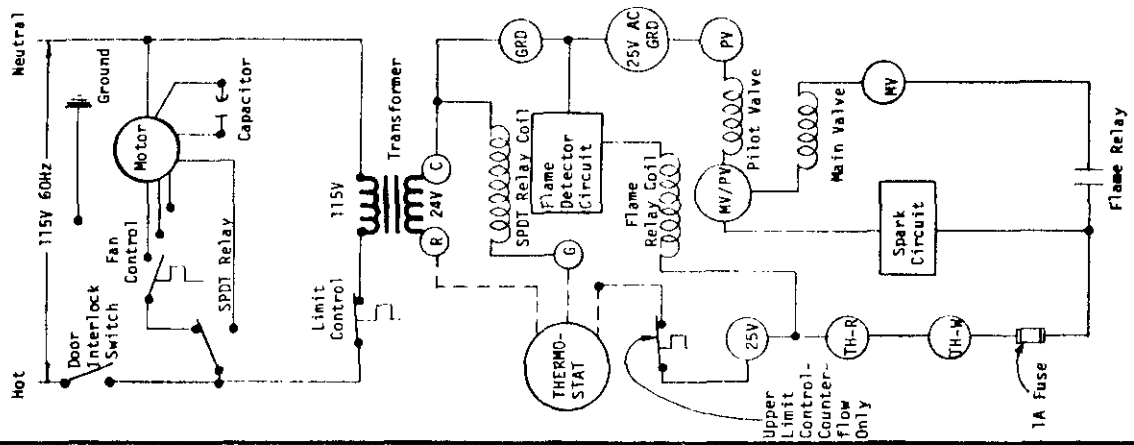 Hot
115V 60Hz
Neutral
Door
Interlock
Switch
Ground
Fan
Control
Motor
Capacitor
SPDT Relay
Limit
Control
115V
Transformer
24V
R
C
GRD
THERMO-
STAT
G
SPDT Relay Coil
Flame
Detector
Circuit
25V AC
GRD
Upper
Limit
Control-
Counter-
flow
Only
25V
Flame
Relay Coil
MV/PV
Pilot Valve
PV
TH-R
TH-W
Main Valve
MV
Spark
Circuit
1A Fuse
Flame Relay